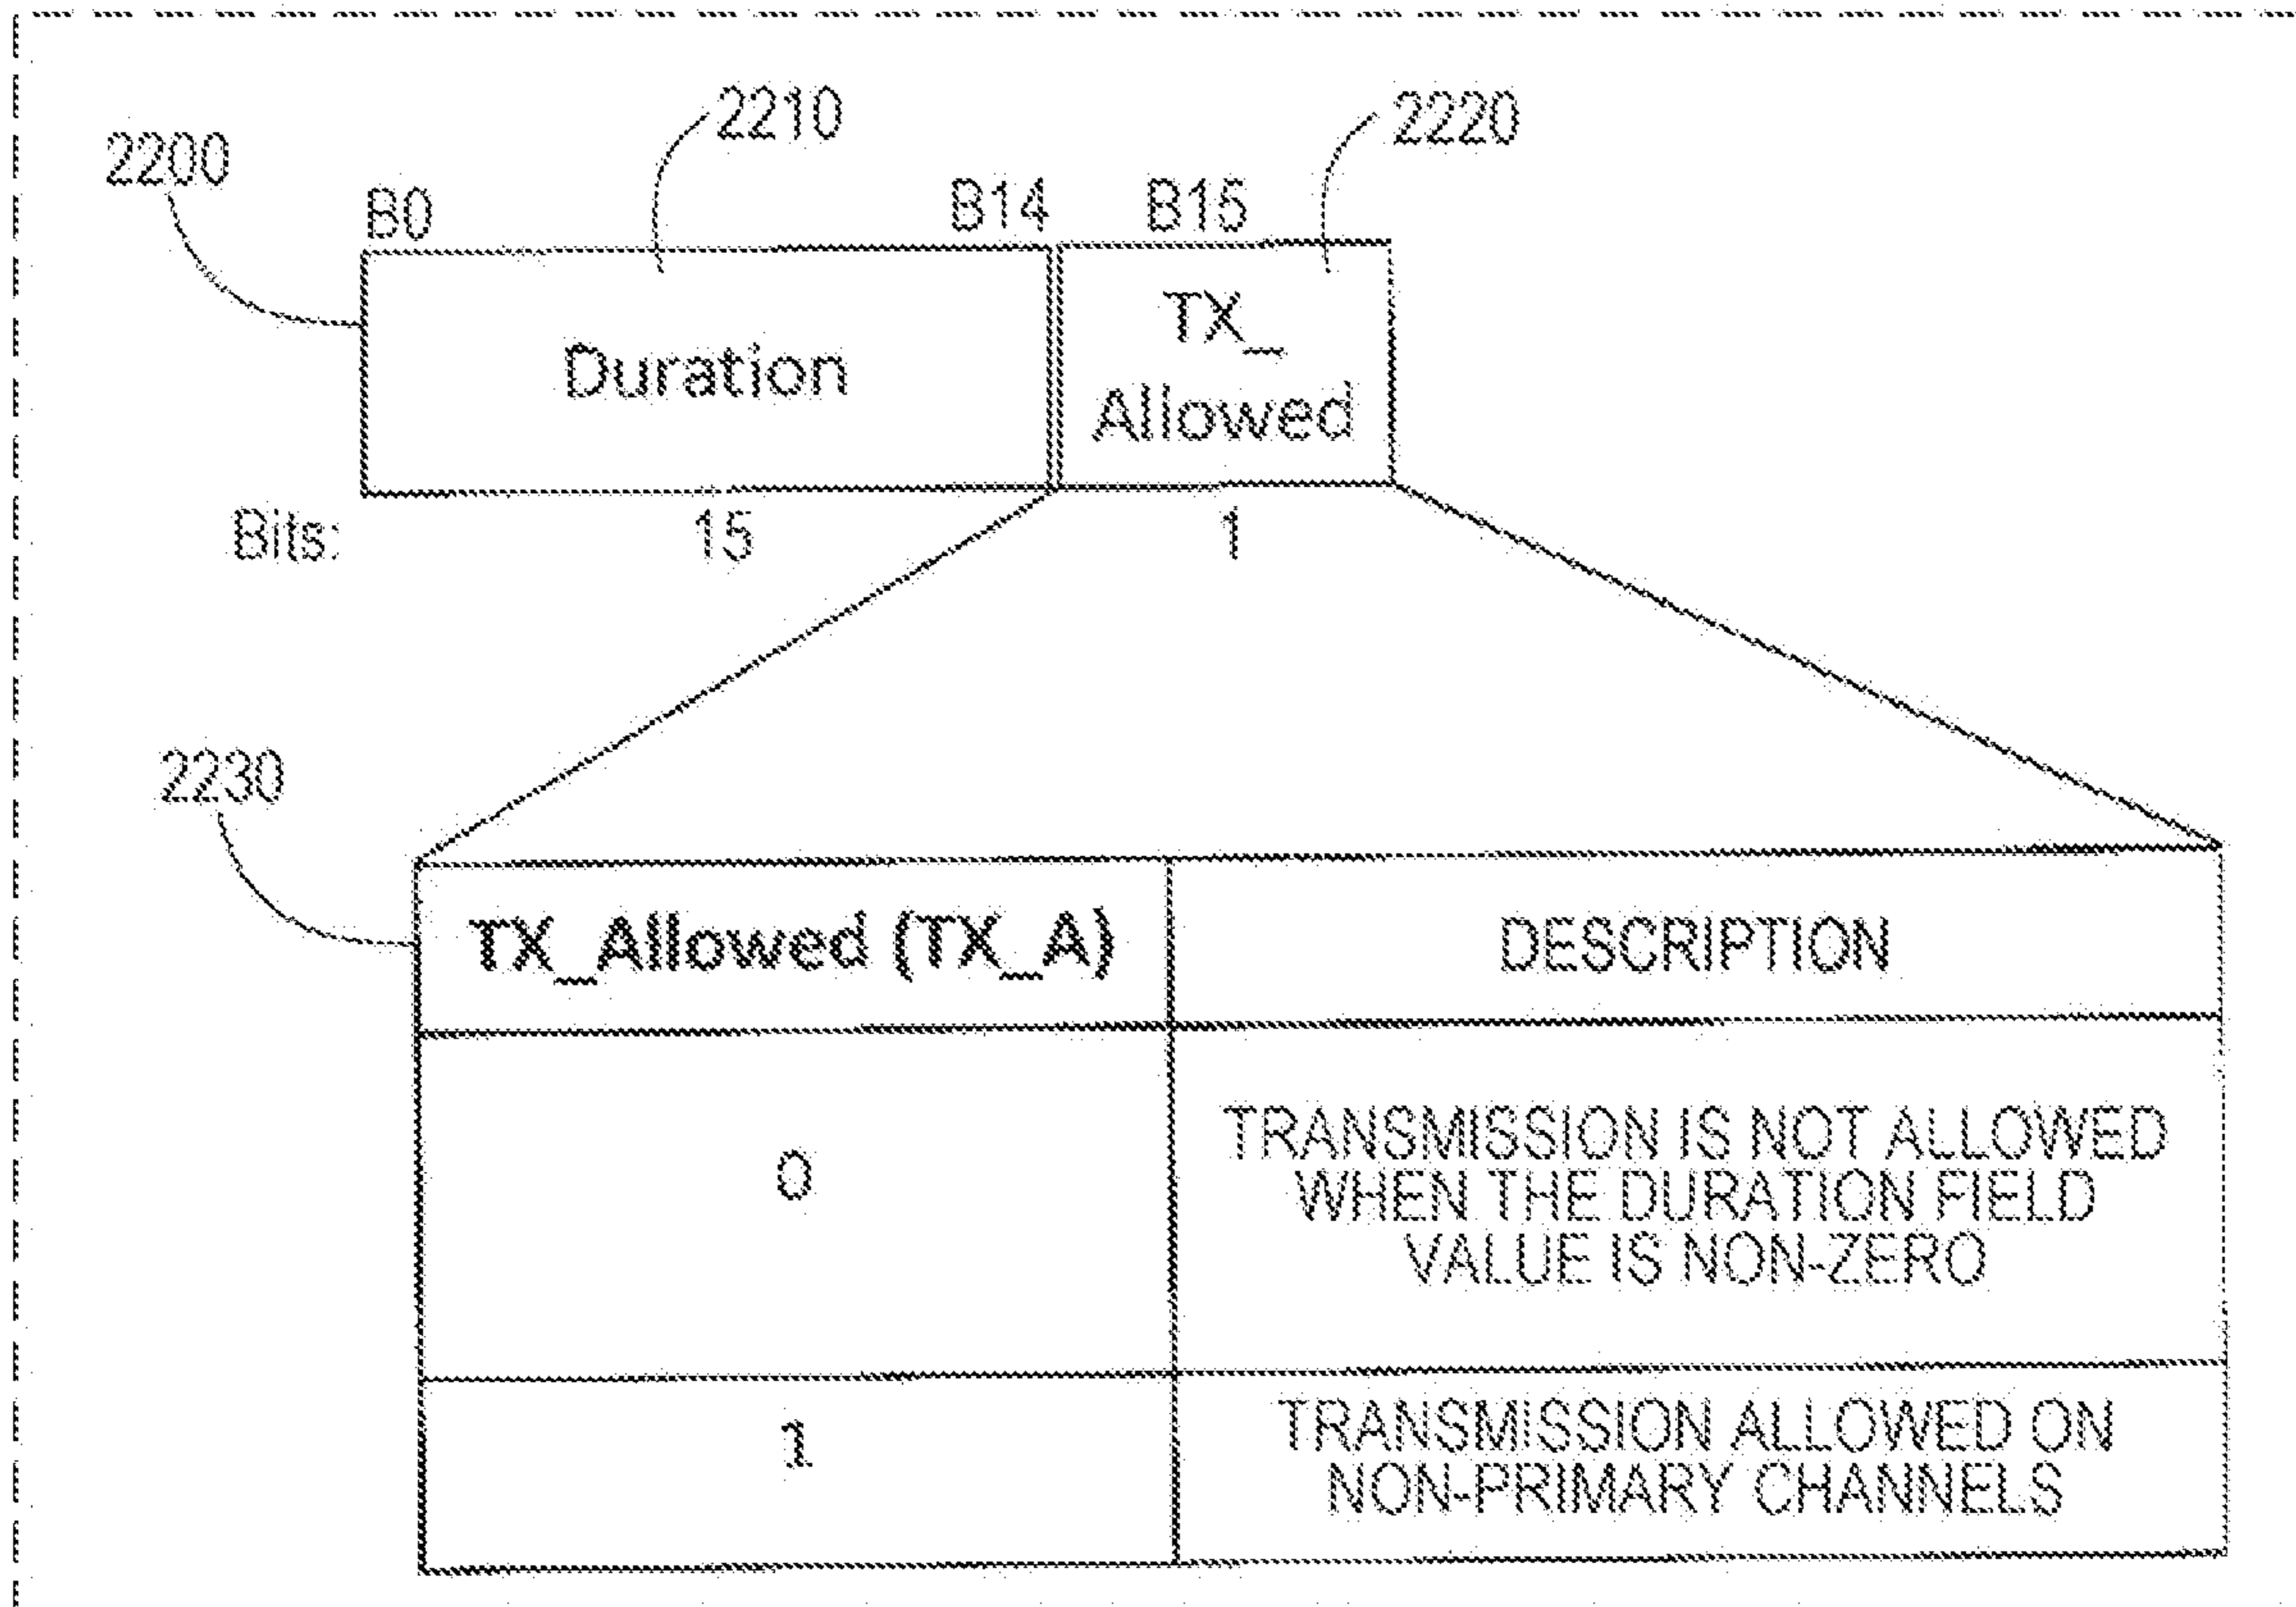 2210
2220
2200
B0
B14
B15
Duration
TX_
Allowed
Bits:
15
1
2230
TX_Allowed (TX_A)
DESCRIPTION
0
TRANSMISSION IS NOT ALLOWED
WHEN THE DURATION FIELD
VALUE IS NON-ZERO
1
TRANSMISSION ALLOWED ON
NON-PRIMARY CHANNELS